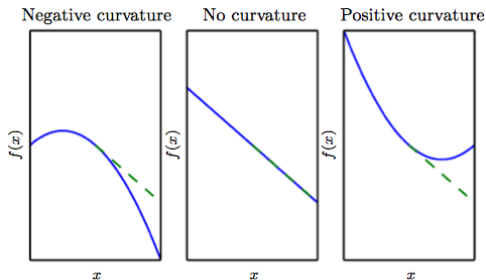 Negative curvature
No curvature
Positive curvature
f(x)
f(x)
f(x)
x
x
x